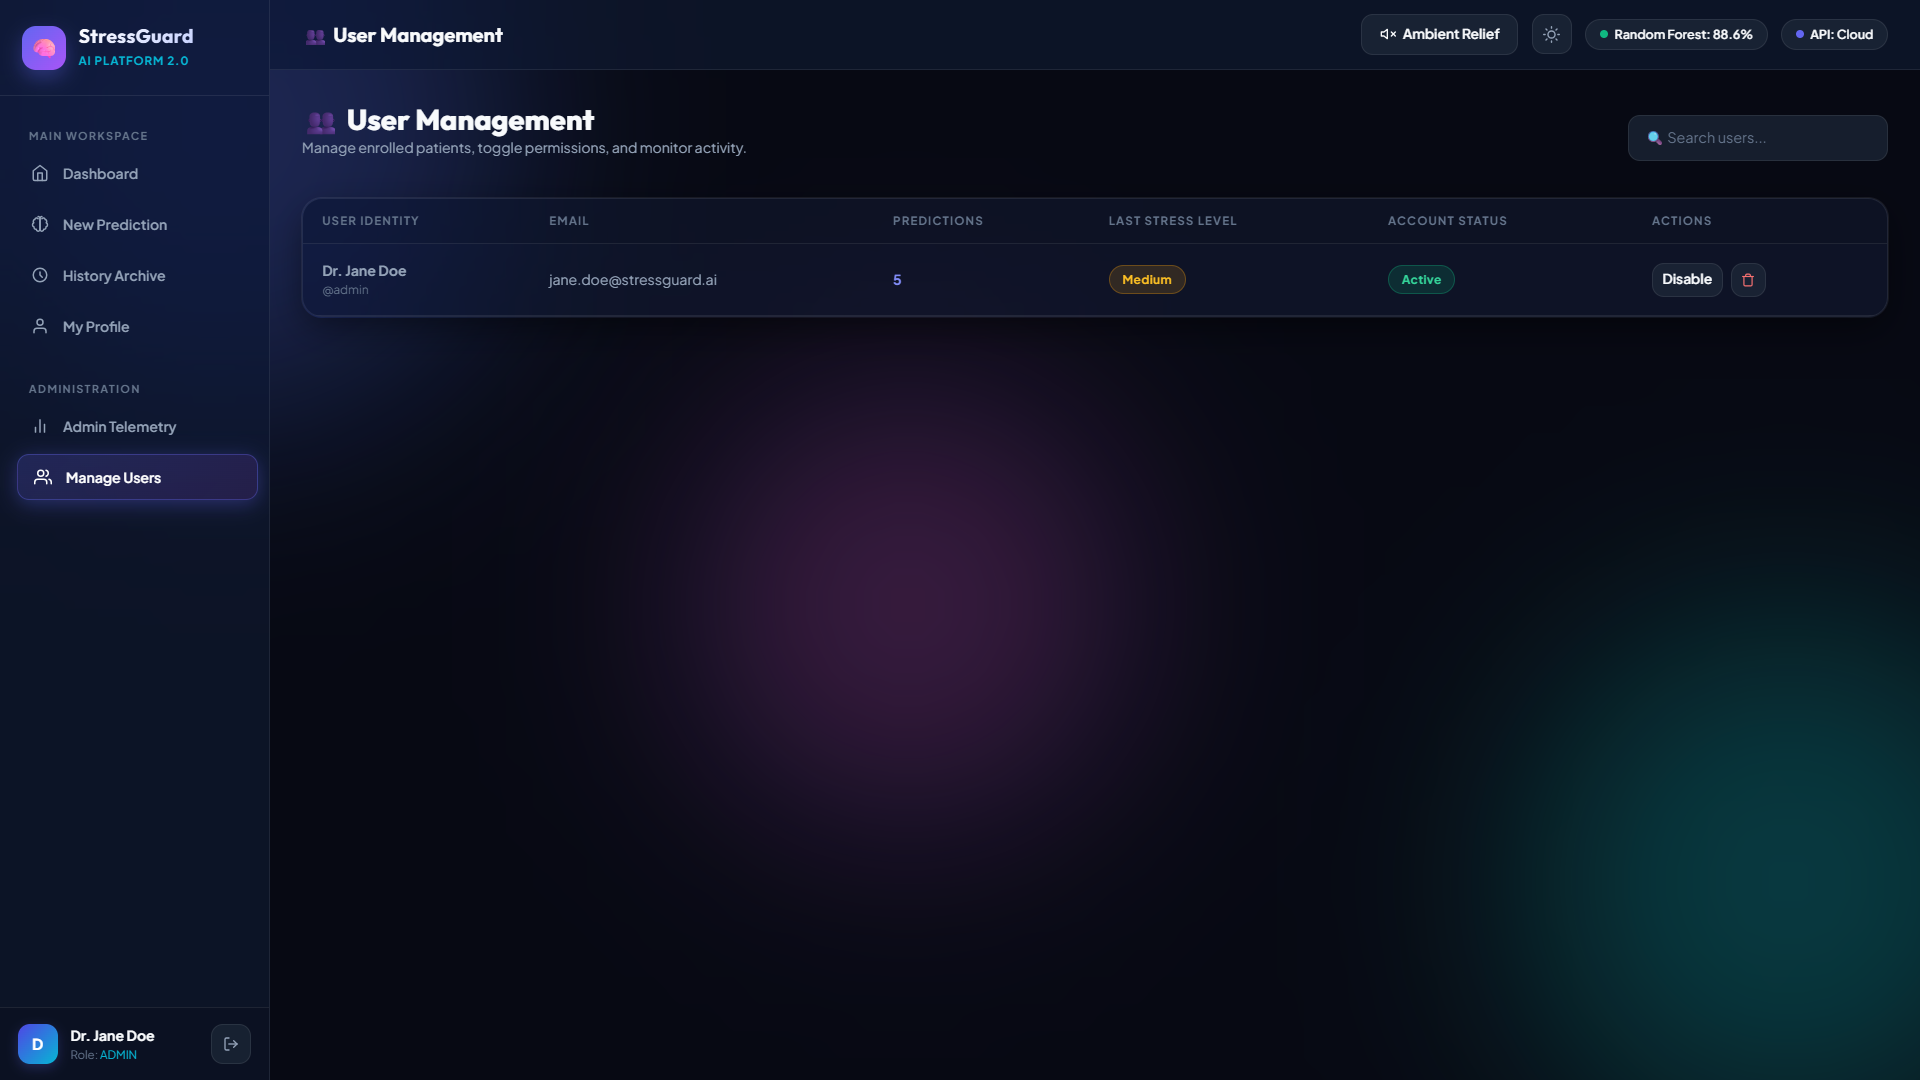 StressGuard
AI PLATFORM 2.0
MAIN WORKSPACE
Dashboard
New Prediction
History Archive
My Profile
ADMINISTRATION
Admin Telemetry
Manage Users
D
Dr. Jane Doe
Role: ADMIN
User Management
Ambient Relief
Random Forest: 88.6%
API: Cloud
User Management
Manage enrolled patients, toggle permissions, and monitor activity.
Search users...
USER IDENTITY EMAIL PREDICTIONS LAST STRESS LEVEL ACCOUNT STATUS ACTIONS
Dr. Jane Doe
@admin
jane.doe@stressguard.ai 5 Medium Active Disable